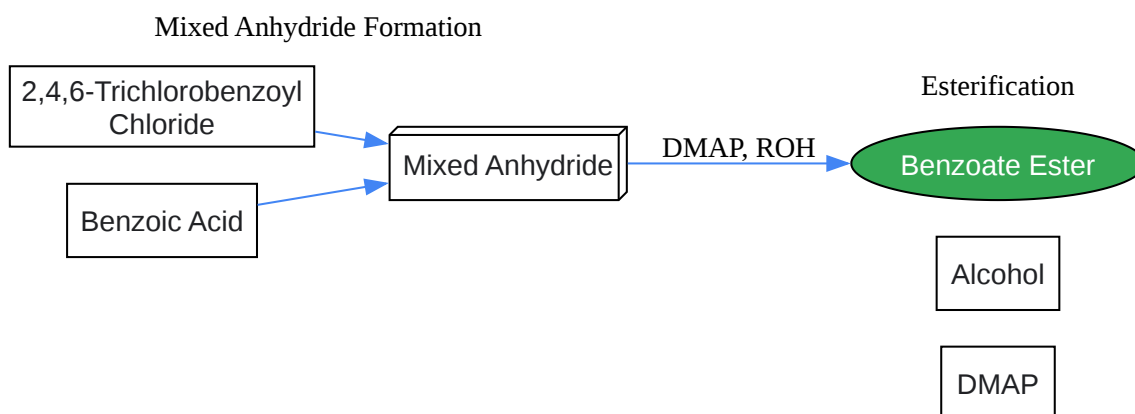 Mixed Anhydride Formation
2,4,6-Trichlorobenzoyl
Chloride
Benzoic Acid
Mixed Anhydride
DMAP, ROH
Esterification
Benzoate Ester
Alcohol
DMAP